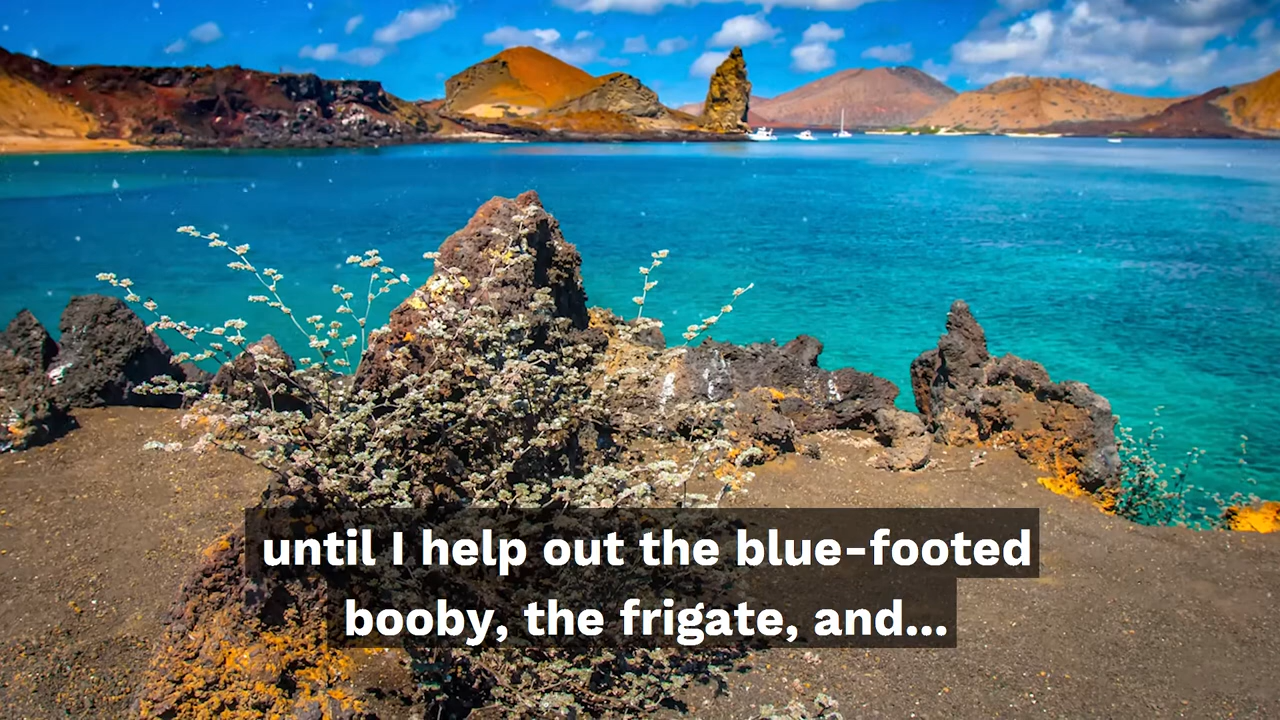 until I help out the blue-footed
booby, the frigate, and...